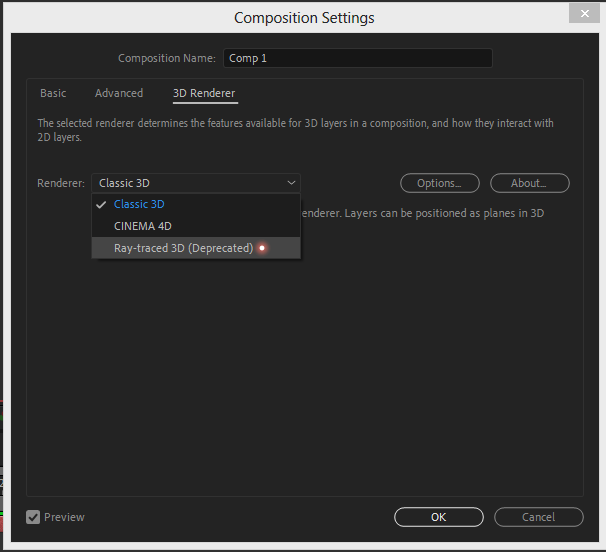 Composition Settings
Composition Name: Comp 1
Basic Advanced 3D Renderer
The selected renderer determines the features available for 3D layers in a composition, and how they interact with
2D layers.
Renderer: Classic 3D Options... About...
Classic 3D
enderer. Layers can be positioned as planes in 3D
CINEMA 4D
Ray-traced 3D (Deprecated)
Preview OK Cancel